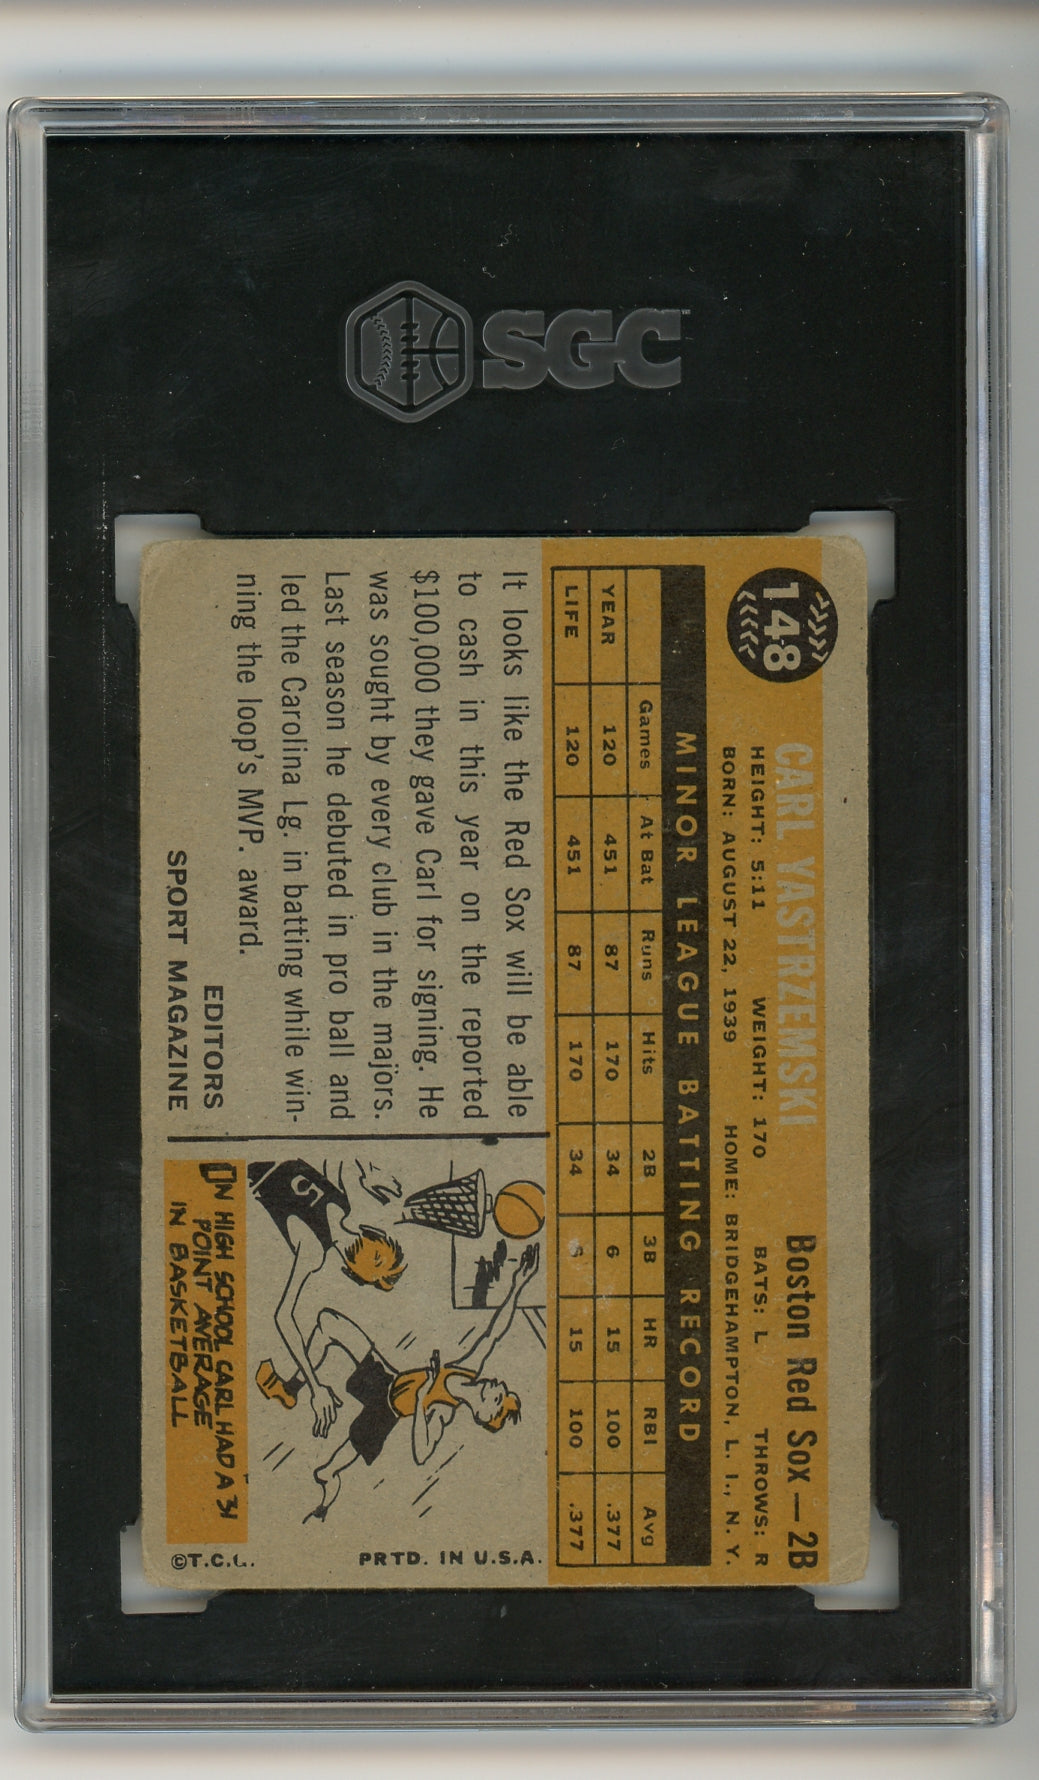 SGC
148
CARL YASTRZEMSKI
Boston Red Sox—2B
HEIGHT: 5:11 WEIGHT: 170 BATS: L THROWS: R
BORN: AUGUST 22, 1939 HOME: BRIDGEHAMPTON, L. I., N. Y.
MINOR LEAGUE BATTING RECORD
Games At Bat Runs Hits 2B 3B HR RBI Avg
YEAR 120 451 87 170 34 6 15 100 .377
LIFE 120 451 87 170 34 6 15 100 .377
It looks like the Red Sox will be able
to cash in this year on the reported
$100,000 they gave Carl for signing. He
was sought by every club in the majors.
Last season he debuted in pro ball and
led the Carolina Lg. in batting while win-
ning the loop's MVP. award.
EDITORS
SPORT MAGAZINE
5
IN HIGH SCHOOL CARL HAD A 31
POINT AVERAGE
IN BASKETBALL
©T.C.G. PRTD. IN U.S.A.